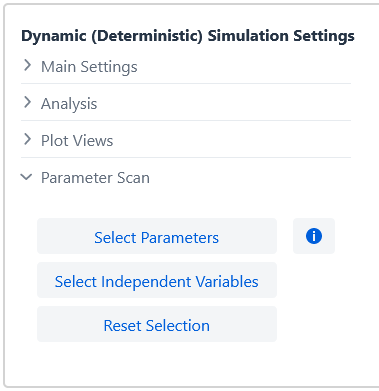 Dynamic (Deterministic) Simulation Settings
Main Settings
Analysis
Plot Views
Parameter Scan
Select Parameters
Select Independent Variables
Reset Selection